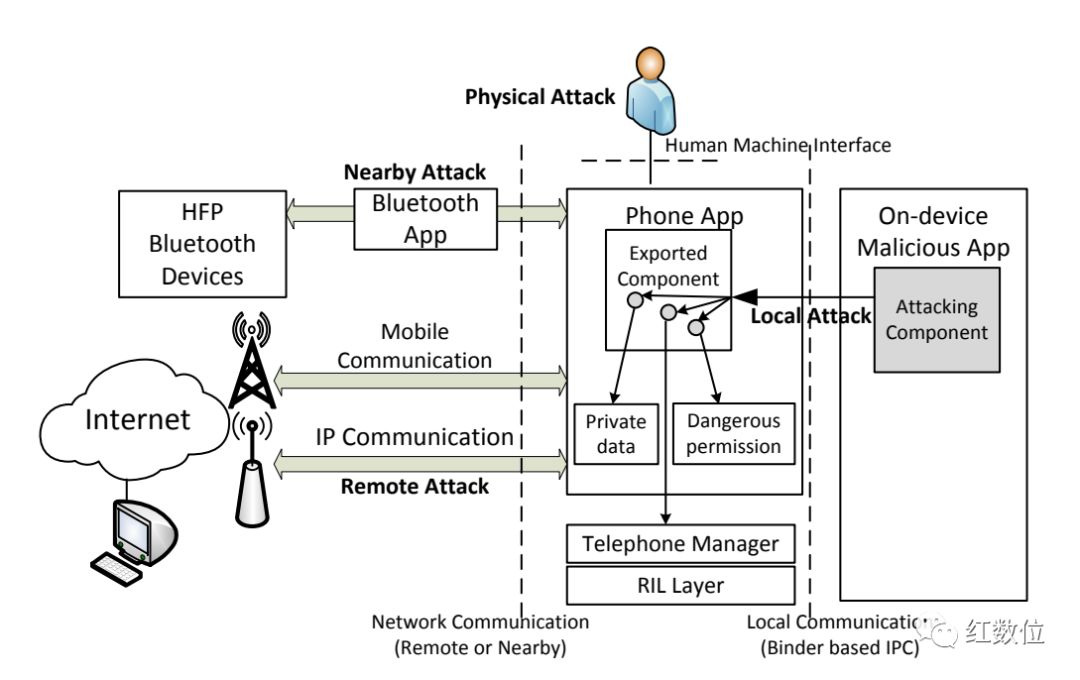 Physical Attack
Human Machine Interface
Nearby Attack
HFP
Bluetooth
Devices
Bluetooth
App
Phone App
Exported
Component
On-device
Malicious App
Attacking
Component
Local Attack
Mobile
Communication
Internet
IP Communication
Remote Attack
Private
data
Dangerous
permission
Telephone Manager
RIL Layer
Network Communication
(Remote or Nearby)
Local Communication
(Binder based IPC)
红数位